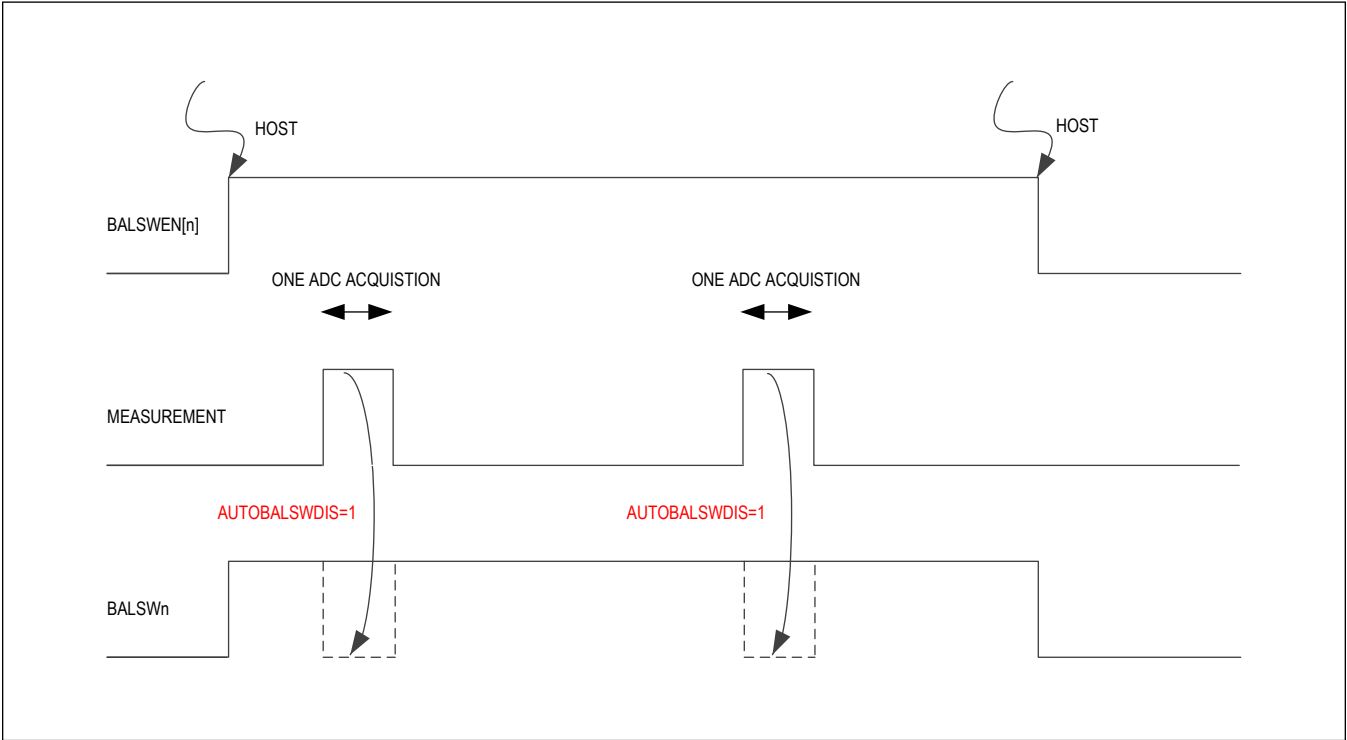 HOST
HOST
BALSWEN[n]
ONE ADC ACQUISTION
ONE ADC ACQUISTION
MEASUREMENT
AUTOBALSWDIS=1
AUTOBALSWDIS=1
BALSWn